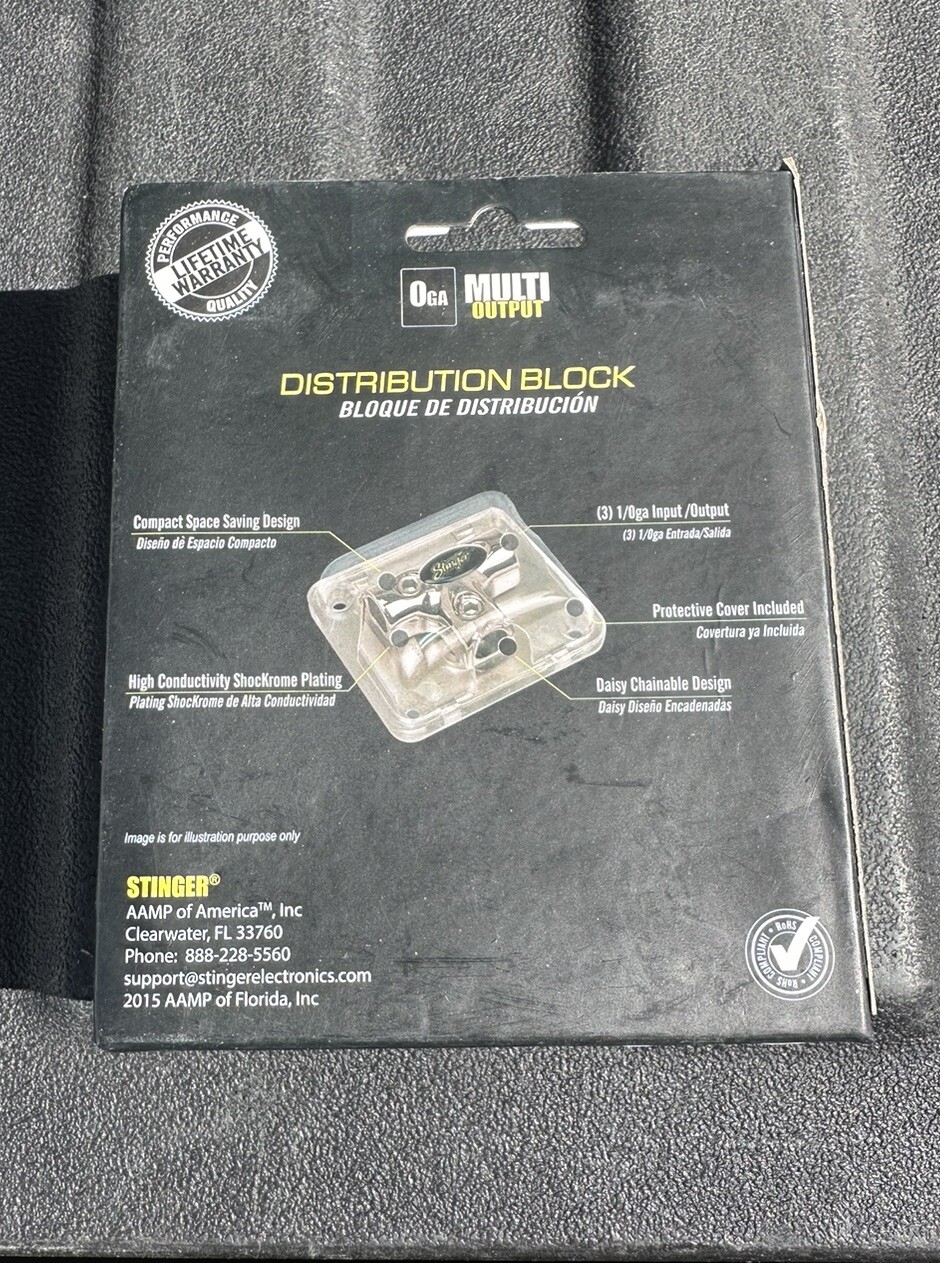 PERFORMANCE
LIFETIME
WARRANTY
QUALITY
0GA MULTI
OUTPUT
DISTRIBUTION BLOCK
BLOQUE DE DISTRIBUCIÓN
Compact Space Saving Design
Diseño dè Espacio Compacto
(3) 1/0ga Input /Output
(3) 1/0ga Entrada/Salida
Stinger
Protective Cover Included
Covertura ya Incluida
High Conductivity ShocKrome Plating
Plating ShocKrome de Alta Conductividad
Daisy Chainable Design
Daisy Diseño Encadenadas
Image is for illustration purpose only
STINGER®
AAMP of America™, Inc
Clearwater, FL 33760
Phone: 888-228-5560
support@stingerelectronics.com
2015 AAMP of Florida, Inc
RoHS COMPLIANT • RoHS COMPLIANT •